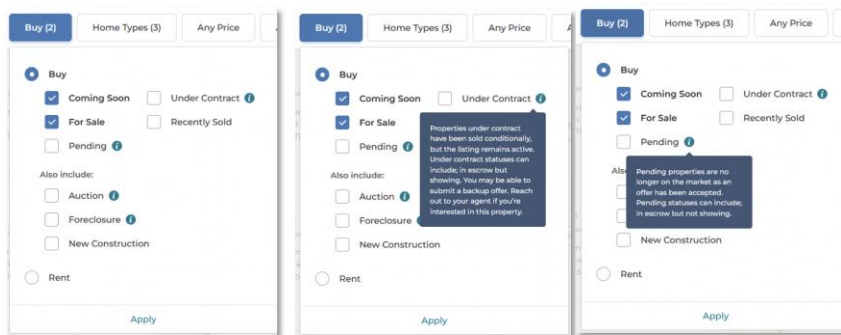 Buy (2) Home Types (3) Any Price
Buy
Coming Soon Under Contract i
For Sale Recently Sold
Pending i
Also include:
Auction i
Foreclosure i
New Construction
Rent
Apply
Buy (2) Home Types (3) Any Price
Buy
Coming Soon Under Contract i
For Sale
Pending i
Properties under contract
have been sold conditionally,
but the listing remains active.
Under contract statuses can
include; in escrow but
showing. You may be able to
submit a backup offer. Reach
out to your agent if you're
interested in this property.
Also include:
Auction i
Foreclosure i
New Construction
Rent
Apply
Buy (2) Home Types (3) Any Price
Buy
Coming Soon Under Contract i
For Sale Recently Sold
Pending i
Pending properties are no
longer on the market as an
offer has been accepted.
Pending statuses can include;
in escrow but not showing.
New Construction
Rent
Apply